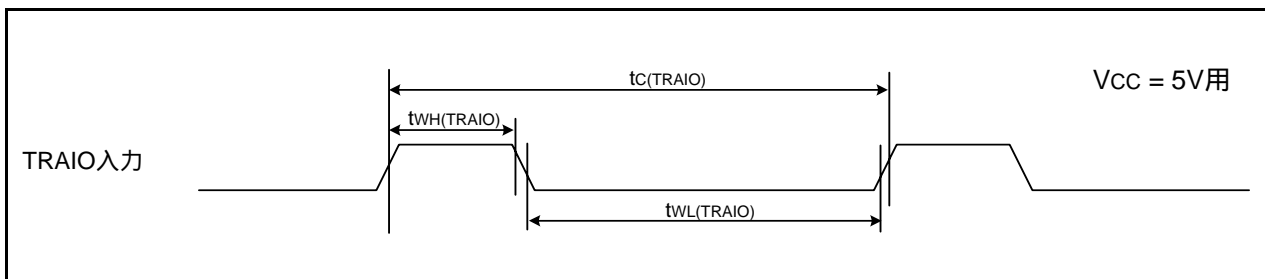 tC(TRAIO)
VCC = 5V用
tWH(TRAIO)
TRAIO入力
tWL(TRAIO)